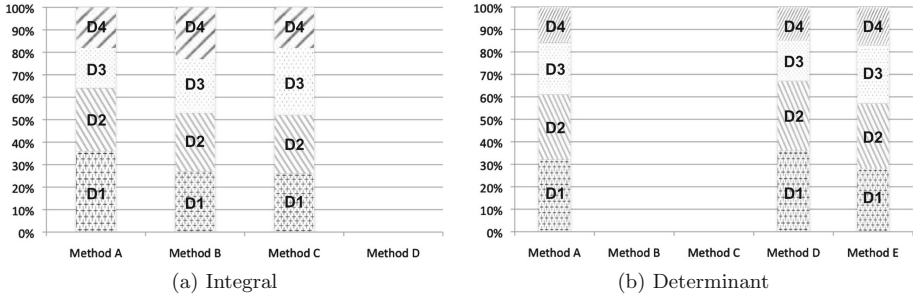 100%
90%
80%
70%
60%
50%
40%
30%
20%
10%
0%
D4
D3
D2
D1
D4
D3
D2
D1
D4
D3
D2
D1
Method A
Method B
Method C
Method D
(a) Integral
100%
90%
80%
70%
60%
50%
40%
30%
20%
10%
0%
D4
D3
D2
D1
D4
D3
D2
D1
D4
D3
D2
D1
Method A
Method B
Method C
Method D
Method E
(b) Determinant